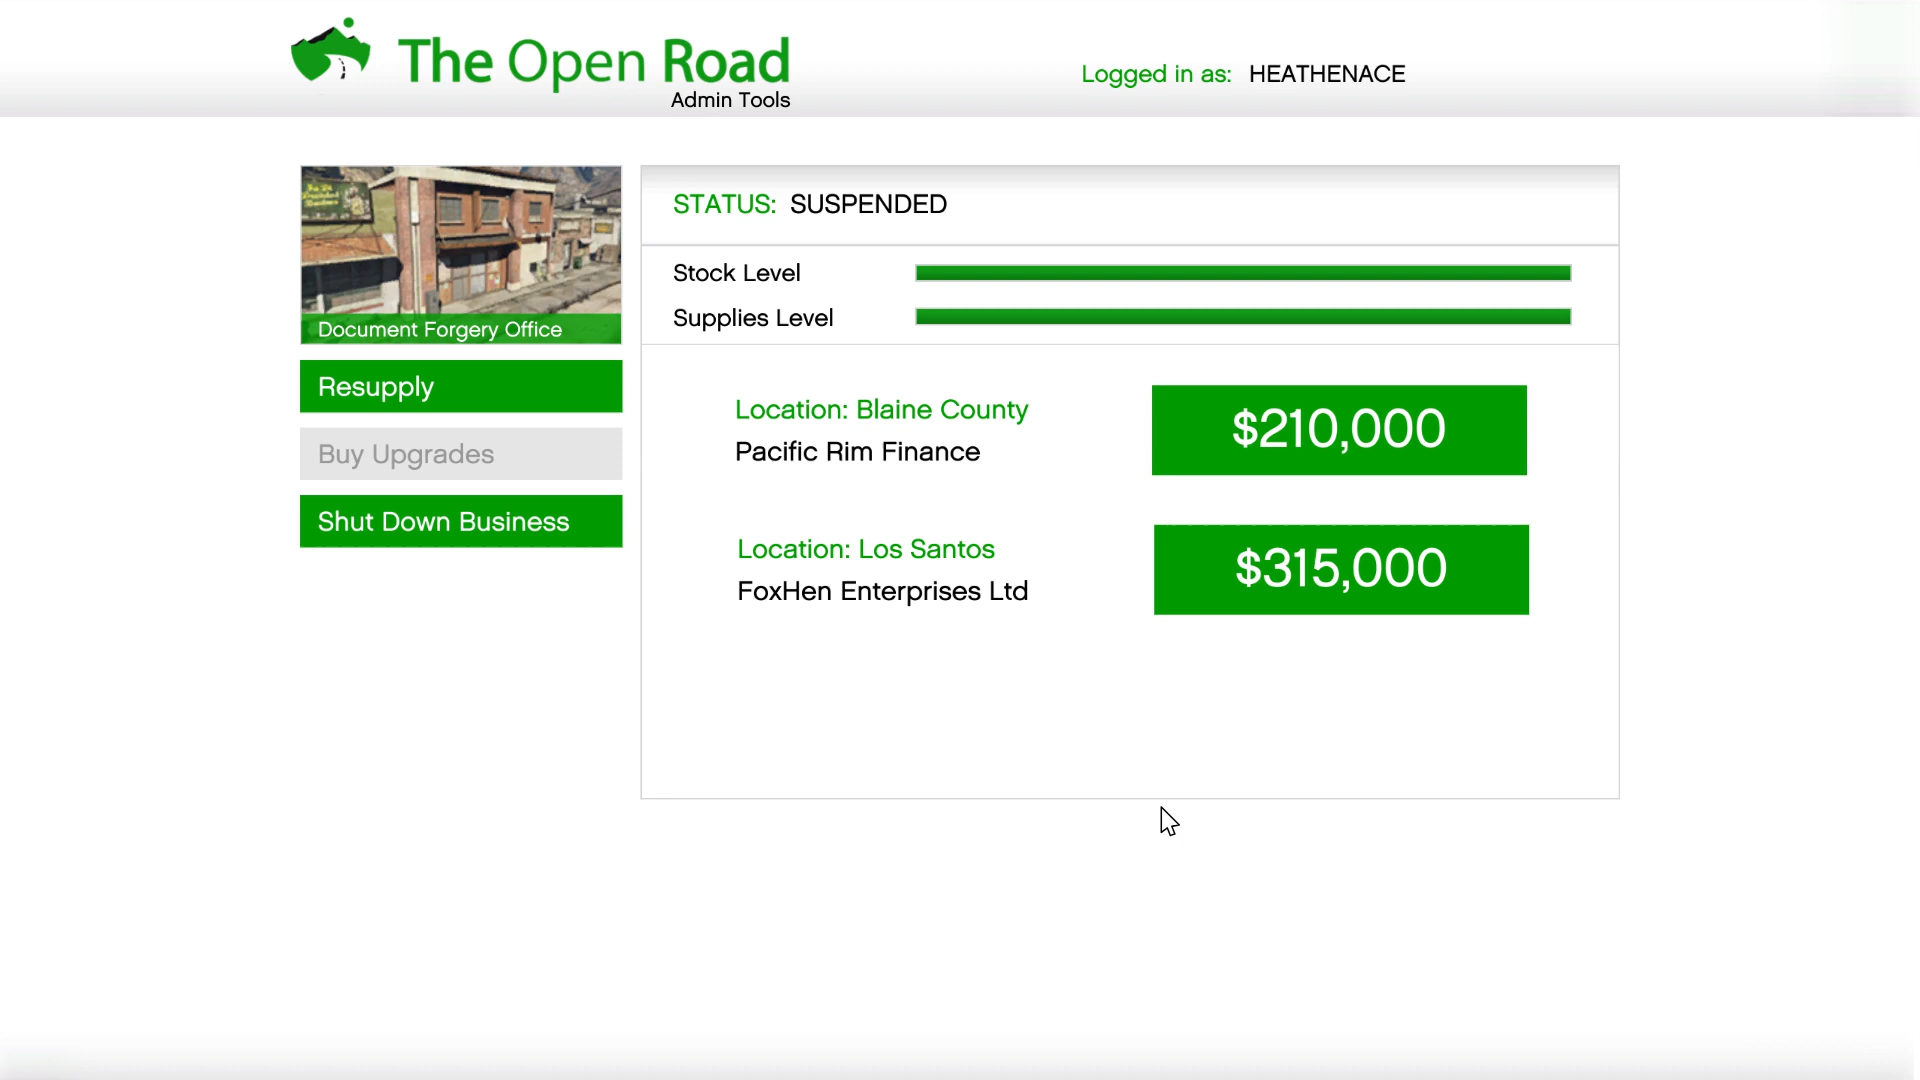 The Open Road
Admin Tools
Logged in as: HEATHENACE
Document Forgery Office
Resupply
Buy Upgrades
Shut Down Business
STATUS: SUSPENDED
Stock Level
Supplies Level
Location: Blaine County
Pacific Rim Finance
$210,000
Location: Los Santos
FoxHen Enterprises Ltd
$315,000